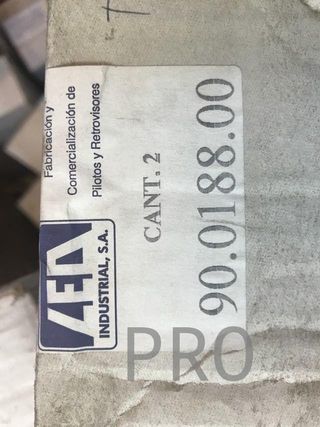 Fabricación y
Comercialización de
Pilotos y Retrovisores
INDUSTRIAL, S.A.
CANT. 2
90.0188.00
PRO